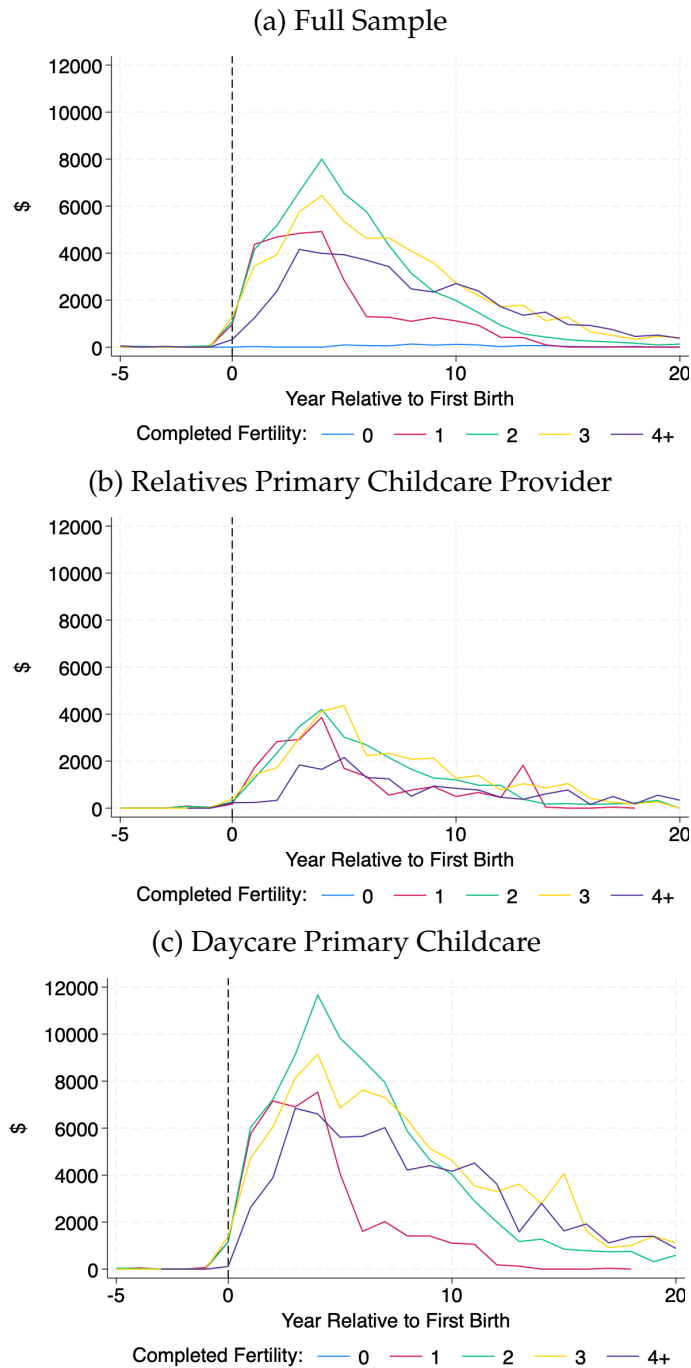 (a) Full Sample
12000
10000
8000
6000
4000
2000
0
$
-5 0 10 20
Year Relative to First Birth
Completed Fertility: 0 1 2 3 4+
(b) Relatives Primary Childcare Provider
12000
10000
8000
6000
4000
2000
0
$
-5 0 10 20
Year Relative to First Birth
Completed Fertility: 0 1 2 3 4+
(c) Daycare Primary Childcare
12000
10000
8000
6000
4000
2000
0
$
-5 0 10 20
Year Relative to First Birth
Completed Fertility: 0 1 2 3 4+